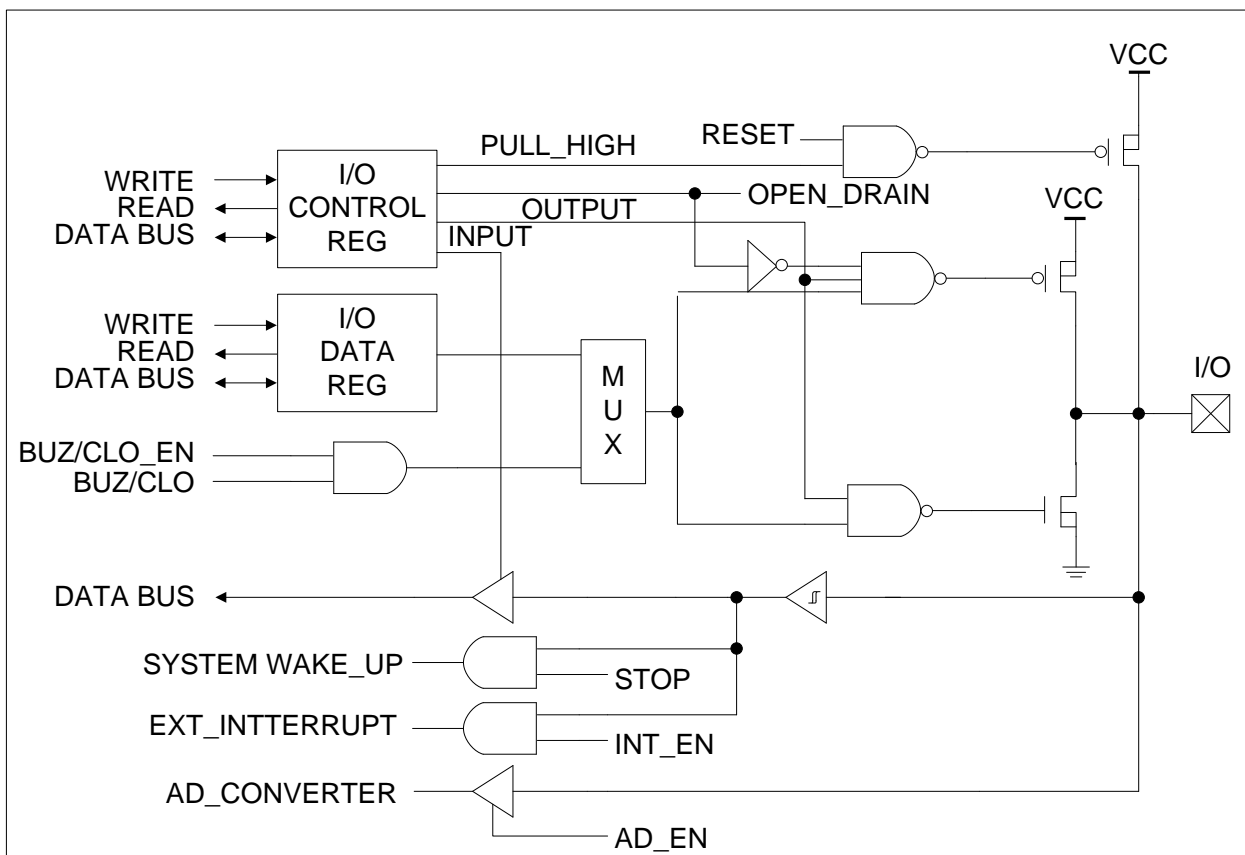 VCC
RESET
PULL_HIGH
I/O
CONTROL
REG
WRITE
READ
DATA BUS
OPEN_DRAIN
OUTPUT
INPUT
VCC
I/O
DATA
REG
WRITE
READ
DATA BUS
M
U
X
I/O
BUZ/CLO_EN
BUZ/CLO
DATA BUS
SYSTEM WAKE_UP
STOP
EXT_INTTERRUPT
INT_EN
AD_CONVERTER
AD_EN